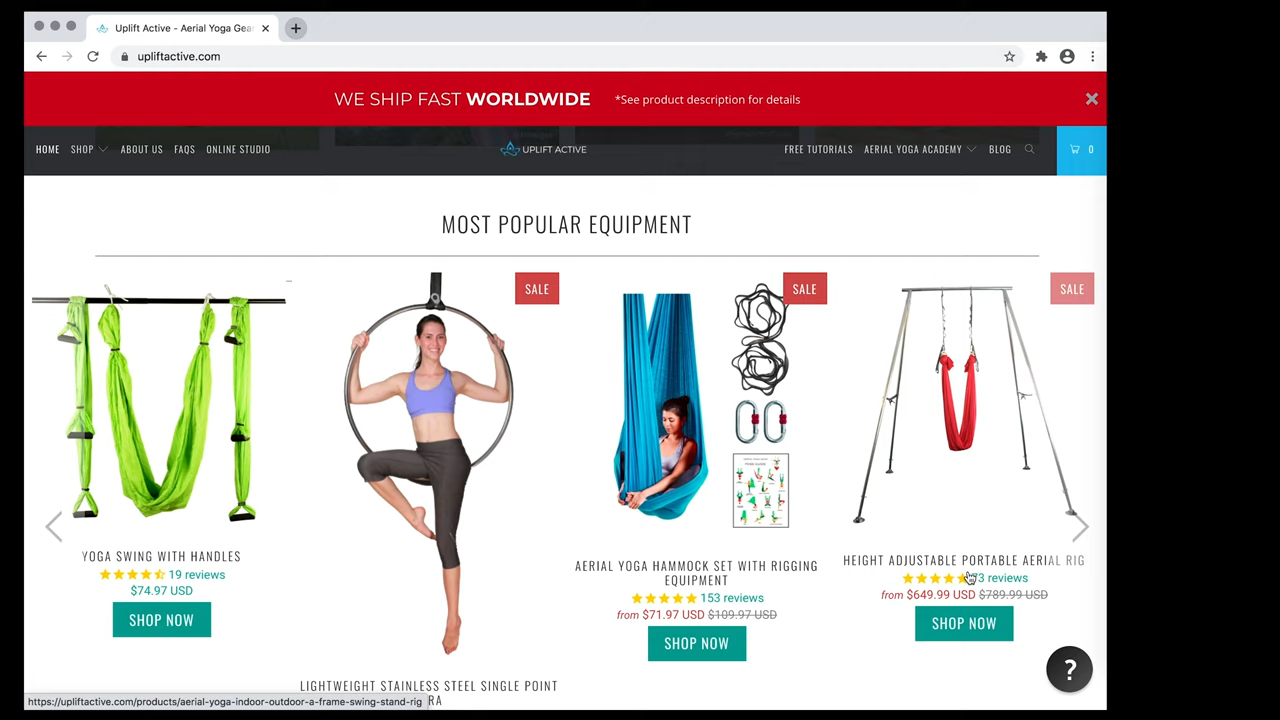 Uplift Active - Aerial Yoga Gear
upliftactive.com
WE SHIP FAST WORLDWIDE *See product description for details
HOME SHOP ABOUT US FAQS ONLINE STUDIO UPLIFT ACTIVE FREE TUTORIALS AERIAL YOGA ACADEMY BLOG 0
MOST POPULAR EQUIPMENT
SALE
SALE
SALE
YOGA SWING WITH HANDLES
19 reviews
$74.97 USD
SHOP NOW
LIGHTWEIGHT STAINLESS STEEL SINGLE POINT
AERIAL YOGA HAMMOCK SET WITH RIGGING
EQUIPMENT
153 reviews
from $71.97 USD $109.97 USD
SHOP NOW
HEIGHT ADJUSTABLE PORTABLE AERIAL RIG
73 reviews
from $649.99 USD $789.99 USD
SHOP NOW
?
https://upliftactive.com/products/aerial-yoga-indoor-outdoor-a-frame-swing-stand-rig